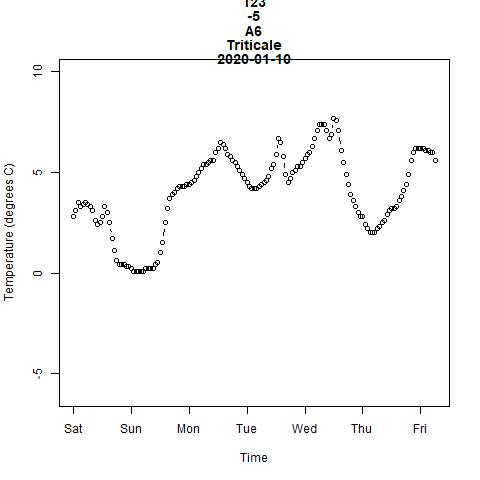 123
-5
A6
Triticale
2020-01-10
10
5
0
-5
Temperature (degrees C)
Sat Sun Mon Tue Wed Thu Fri
Time